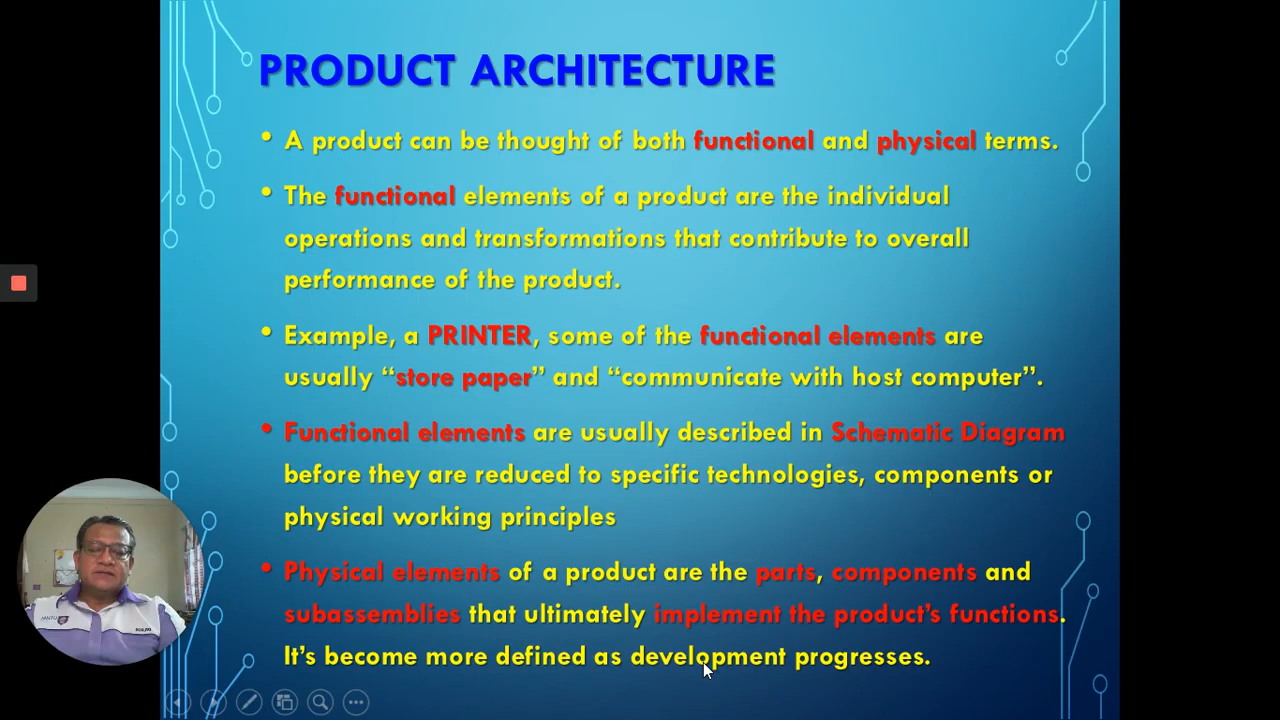 PRODUCT ARCHITECTURE
• A product can be thought of both functional and physical terms.
• The functional elements of a product are the individual
operations and transformations that contribute to overall
performance of the product.
• Example, a PRINTER, some of the functional elements are
usually “store paper” and “communicate with host computer”.
• Functional elements are usually described in Schematic Diagram
before they are reduced to specific technologies, components or
physical working principles
• Physical elements of a product are the parts, components and
subassemblies that ultimately implement the product’s functions.
It’s become more defined as development progresses.